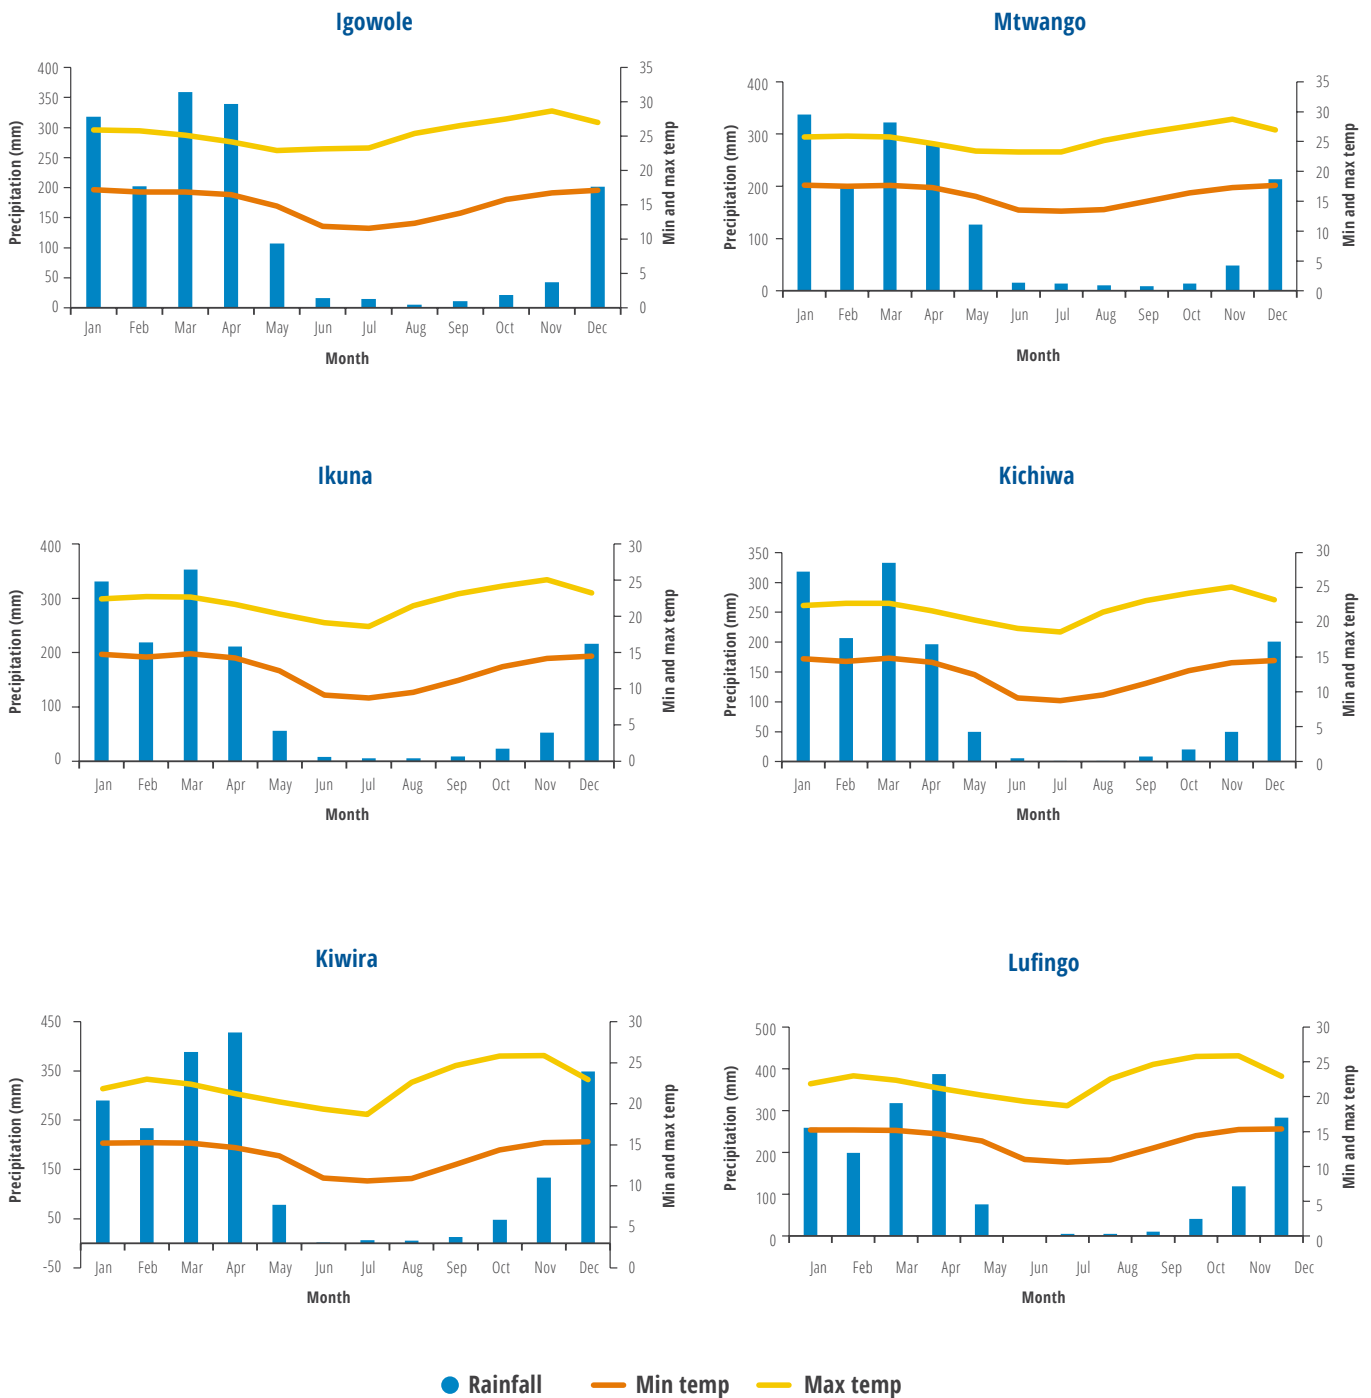 Igowole
Precipitation (mm)
400
350
300
250
200
150
100
50
0
35
30
25
20
15
10
5
0
Min and max temp
Jan Feb Mar Apr May Jun Jul Aug Sep Oct Nov Dec
Month
Mtwango
Precipitation (mm)
400
300
200
100
0
35
30
25
20
15
10
5
0
Min and max temp
Jan Feb Mar Apr May Jun Jul Aug Sep Oct Nov Dec
Month
Ikuna
Precipitation (mm)
400
300
200
100
0
30
25
20
15
10
5
0
Min and max temp
Jan Feb Mar Apr May Jun Jul Aug Sep Oct Nov Dec
Month
Kichiwa
Precipitation (mm)
350
300
250
200
150
100
50
0
30
25
20
15
10
5
0
Min and max temp
Jan Feb Mar Apr May Jun Jul Aug Sep Oct Nov Dec
Month
Kiwira
Precipitation (mm)
450
350
250
150
50
-50
30
25
20
15
10
5
0
Min and max temp
Jan Feb Mar Apr May Jun Jul Aug Sep Oct Nov Dec
Month
Lufingo
Precipitation (mm)
500
400
300
200
100
0
30
25
20
15
10
5
0
Min and max temp
Jan Feb Mar Apr May Jun Jul Aug Sep Oct Nov Dec
Month
Rainfall Min temp Max temp